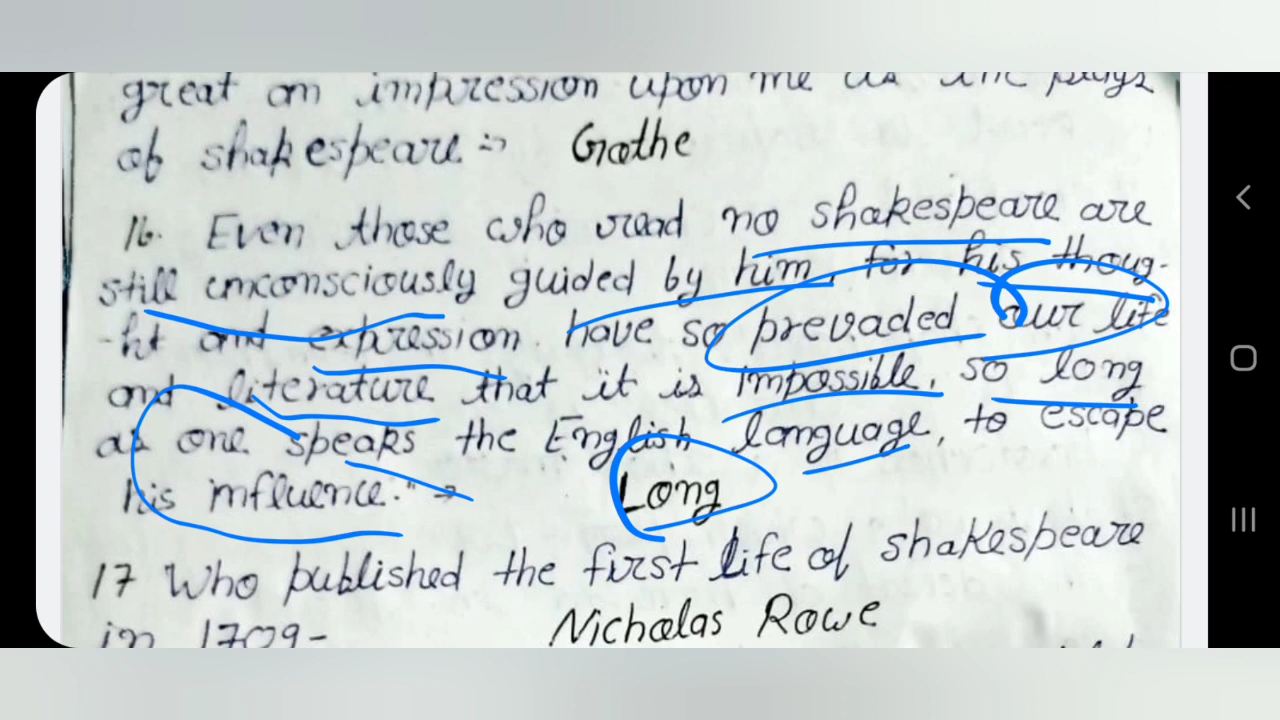 great an impression upon me as the plays
of shakespeare :- Gothe
16. Even those who read no shakespeare are
still unconsciously guided by him, for his thoug-
-ht and expression have so prevaded our life
and literature that it is impossible, so long
as one speaks the English language, to escape
his influence." → Long
17 Who published the first life of shakespeare
in 1709- Nicholas Rowe